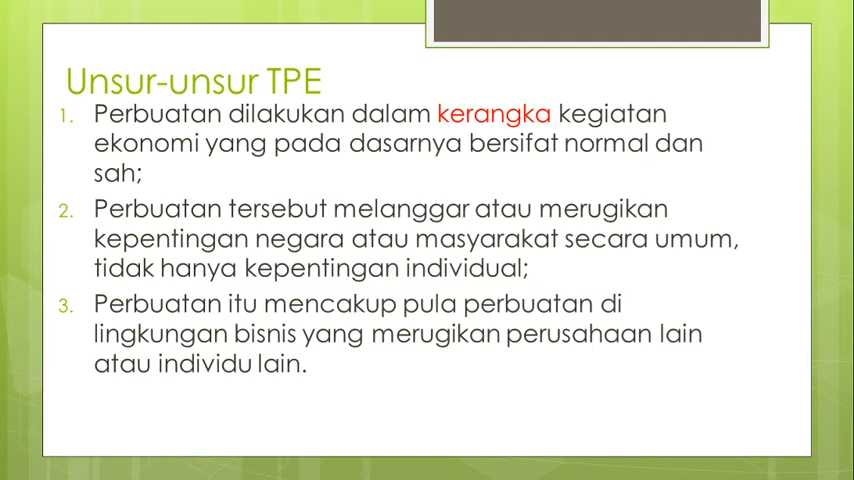 Unsur-unsur TPE
1. Perbuatan dilakukan dalam kerangka kegiatan
ekonomi yang pada dasarnya bersifat normal dan
sah;
2. Perbuatan tersebut melanggar atau merugikan
kepentingan negara atau masyarakat secara umum,
tidak hanya kepentingan individual;
3. Perbuatan itu mencakup pula perbuatan di
lingkungan bisnis yang merugikan perusahaan lain
atau individu lain.